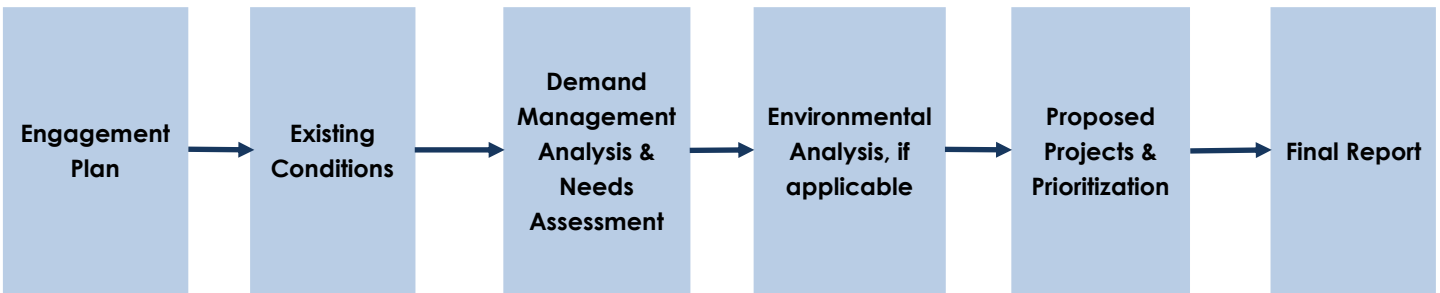 Engagement
Plan
Existing
Conditions
Demand
Management
Analysis &
Needs
Assessment
Environmental
Analysis, if
applicable
Proposed
Projects &
Prioritization
Final Report